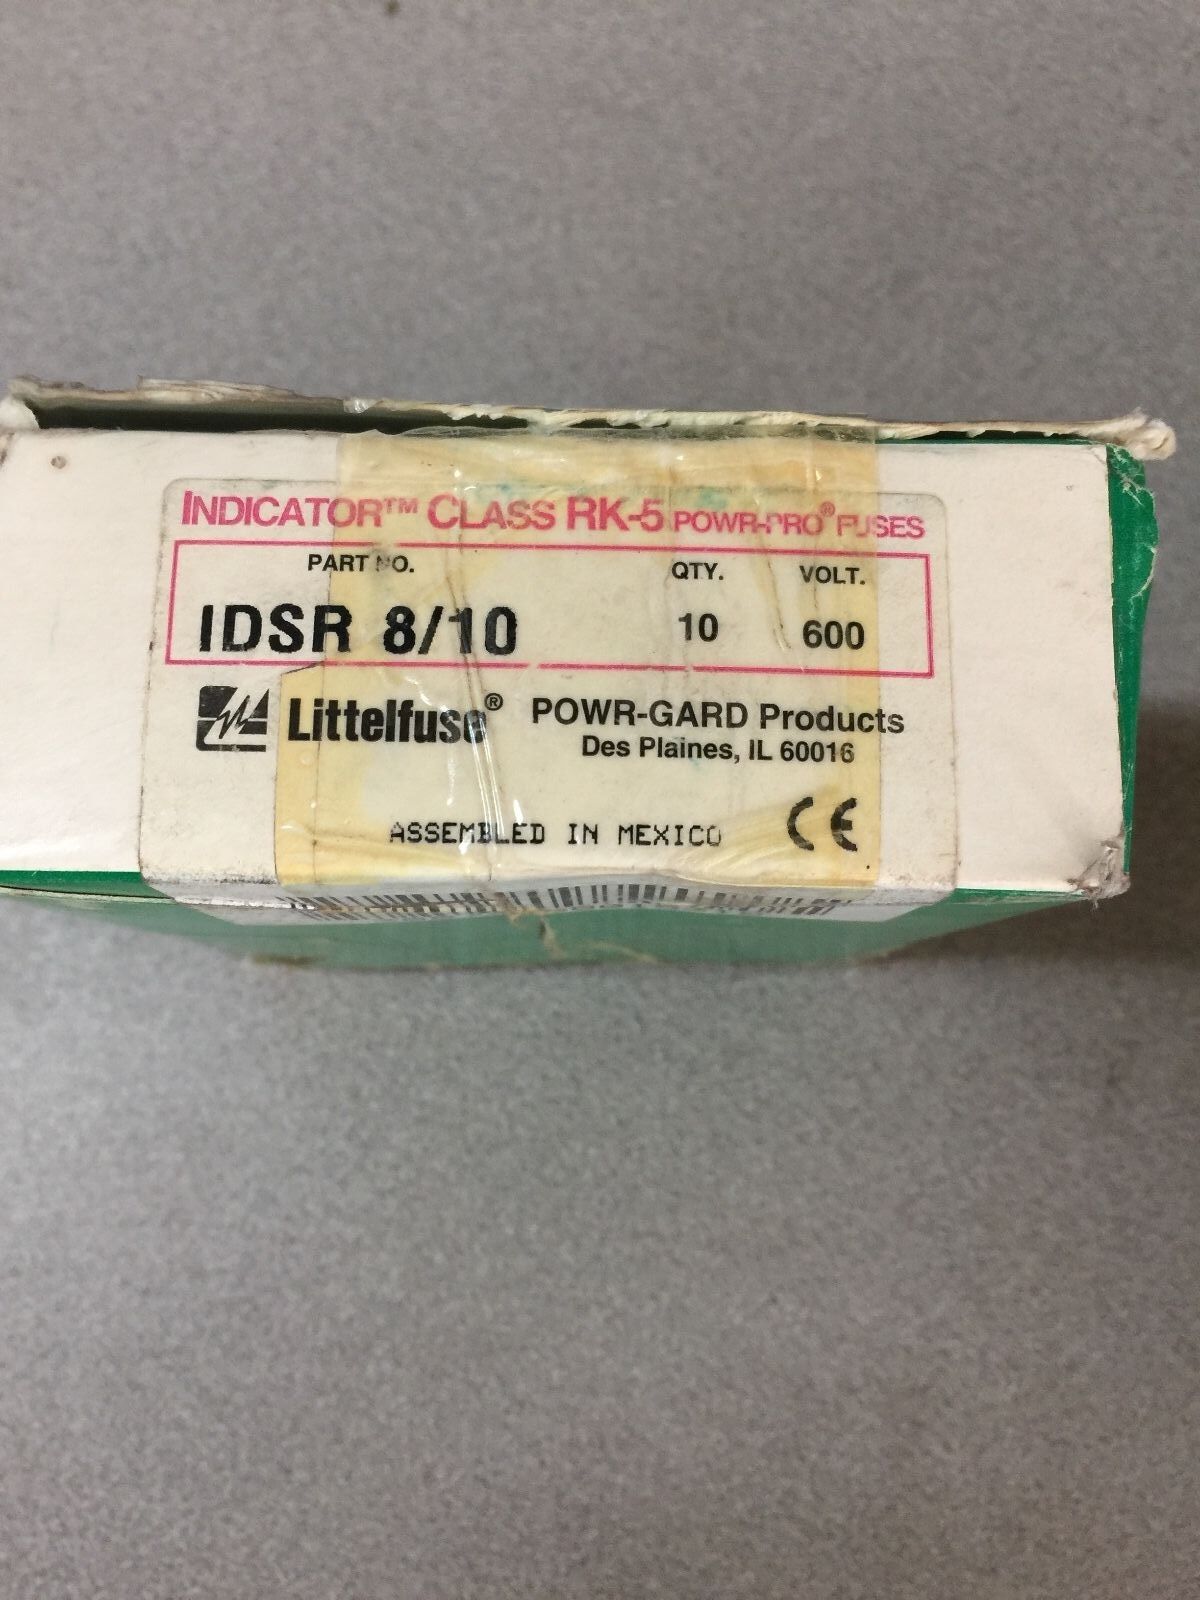 INDICATOR™ CLASS RK-5 POWR-PRO® FUSES
PART NO. QTY. VOLT.
IDSR 8/10 10 600
Littelfuse® POWR-GARD Products
Des Plaines, IL 60016
ASSEMBLED IN MEXICO CE